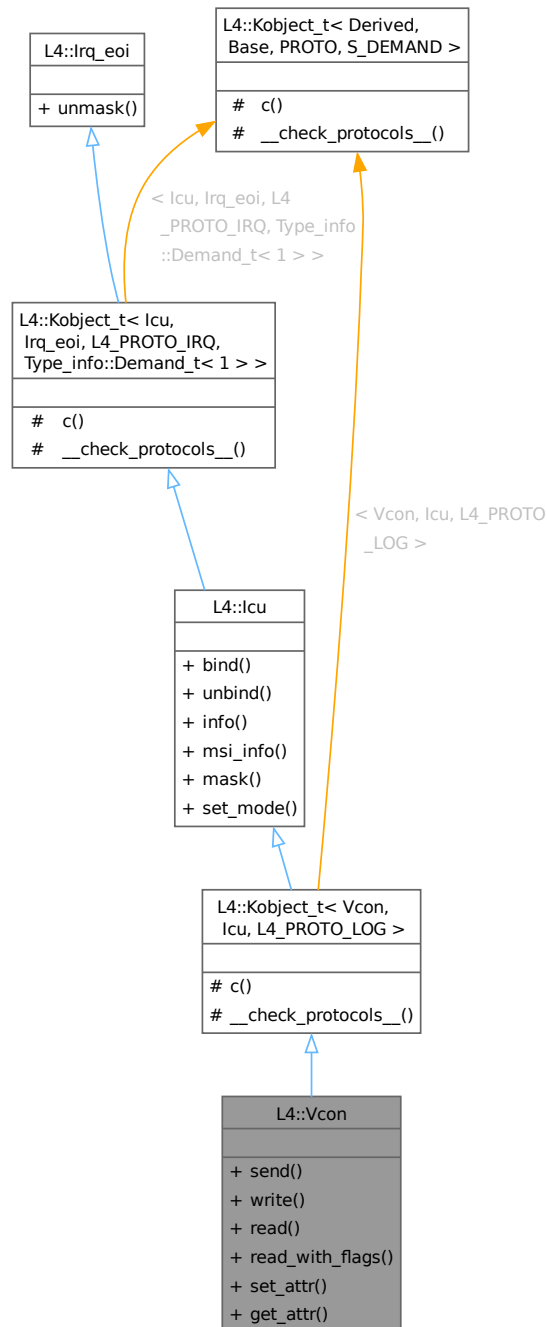 L4::Irq_eoi
+ unmask()
L4::Kobject_t< Derived,
Base, PROTO, S_DEMAND >
# c()
# __check_protocols__()
< Icu, Irq_eoi, L4
_PROTO_IRQ, Type_info
::Demand_t< 1 > >
L4::Kobject_t< Icu,
Irq_eoi, L4_PROTO_IRQ,
Type_info::Demand_t< 1 > >
# c()
# __check_protocols__()
< Vcon, Icu, L4_PROTO
_LOG >
L4::Icu
+ bind()
+ unbind()
+ info()
+ msi_info()
+ mask()
+ set_mode()
L4::Kobject_t< Vcon,
Icu, L4_PROTO_LOG >
# c()
# __check_protocols__()
L4::Vcon
+ send()
+ write()
+ read()
+ read_with_flags()
+ set_attr()
+ get_attr()